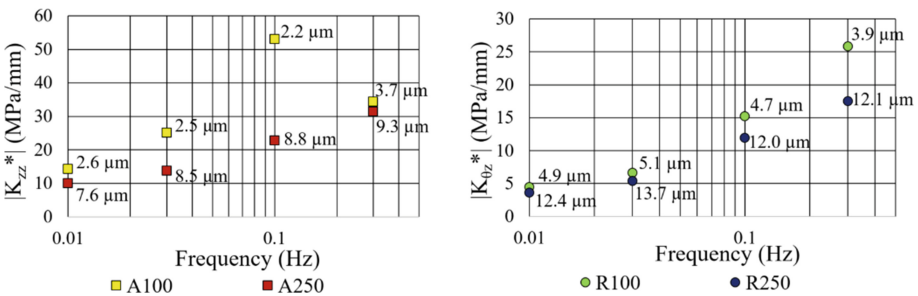 |Kzz*| (MPa/mm)
60
50
40
30
20
10
0
2.2 µm
3.7 µm
2.5 µm
9.3 µm
8.8 µm
2.6 µm
8.5 µm
7.6 µm
0.01 0.1
Frequency (Hz)
A100 A250
|Kθz*| (MPa/mm)
30
25
20
15
10
5
0
3.9 µm
12.1 µm
4.7 µm
12.0 µm
5.1 µm
4.9 µm
13.7 µm
12.4 µm
0.01 0.1
Frequency (Hz)
R100 R250